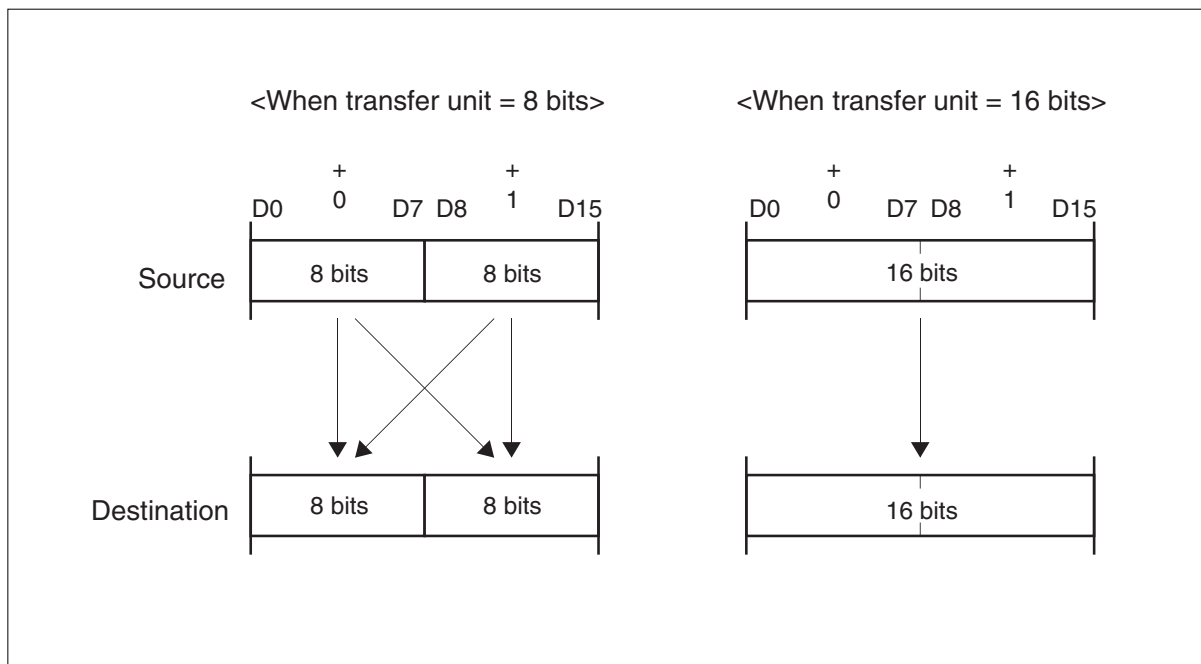 <When transfer unit = 8 bits>
+ +
0 1
D0 D7 D8 D15
Source
8 bits 8 bits
Destination
8 bits 8 bits
<When transfer unit = 16 bits>
+ +
0 1
D0 D7 D8 D15
16 bits
16 bits